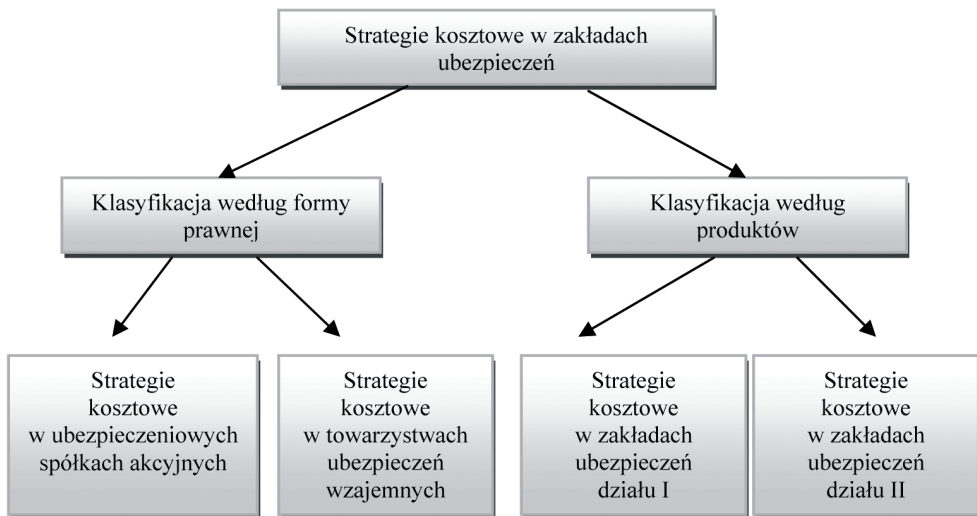 Strategie kosztowe w zakładach
ubezpieczeń
Klasyfikacja według formy
prawnej
Klasyfikacja według
produktów
Strategie
kosztowe
w ubezpieczeniowych
spółkach akcyjnych
Strategie
kosztowe
w towarzystwach
ubezpieczeń
wzajemnych
Strategie
kosztowe
w zakładach
ubezpieczeń
działu I
Strategie
kosztowe
w zakładach
ubezpieczeń
działu II